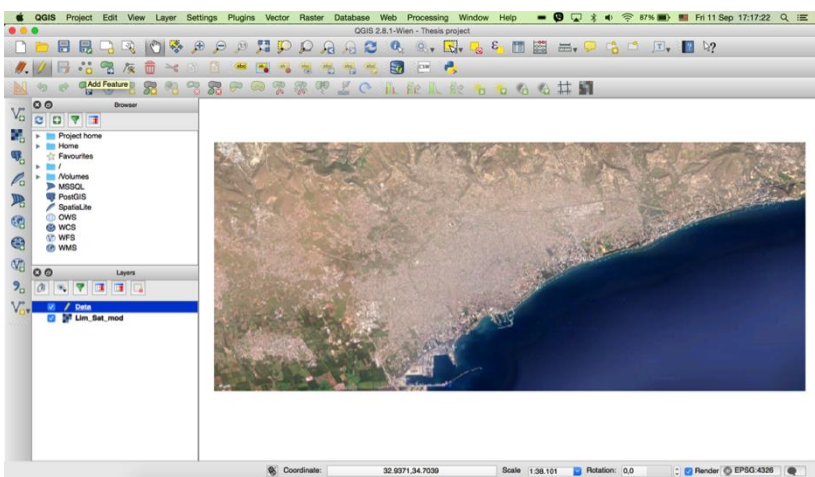 QGIS Project Edit View Layer Settings Plugins Vector Raster Database Web Processing Window Help 87% Fri 11 Sep 17:17:22
QGIS 2.8.1-Wien - Thesis project
Add Feature
Browser
Project home
Home
Favourites
/
/Volumes
MSSQL
PostGIS
SpatiaLite
OWS
WCS
WFS
WMS
Layers
Data
Lim_Sat_mod
Coordinate: 32.9371,34.7039 Scale 1:38.101 Rotation: 0,0 Render EPSG:4326